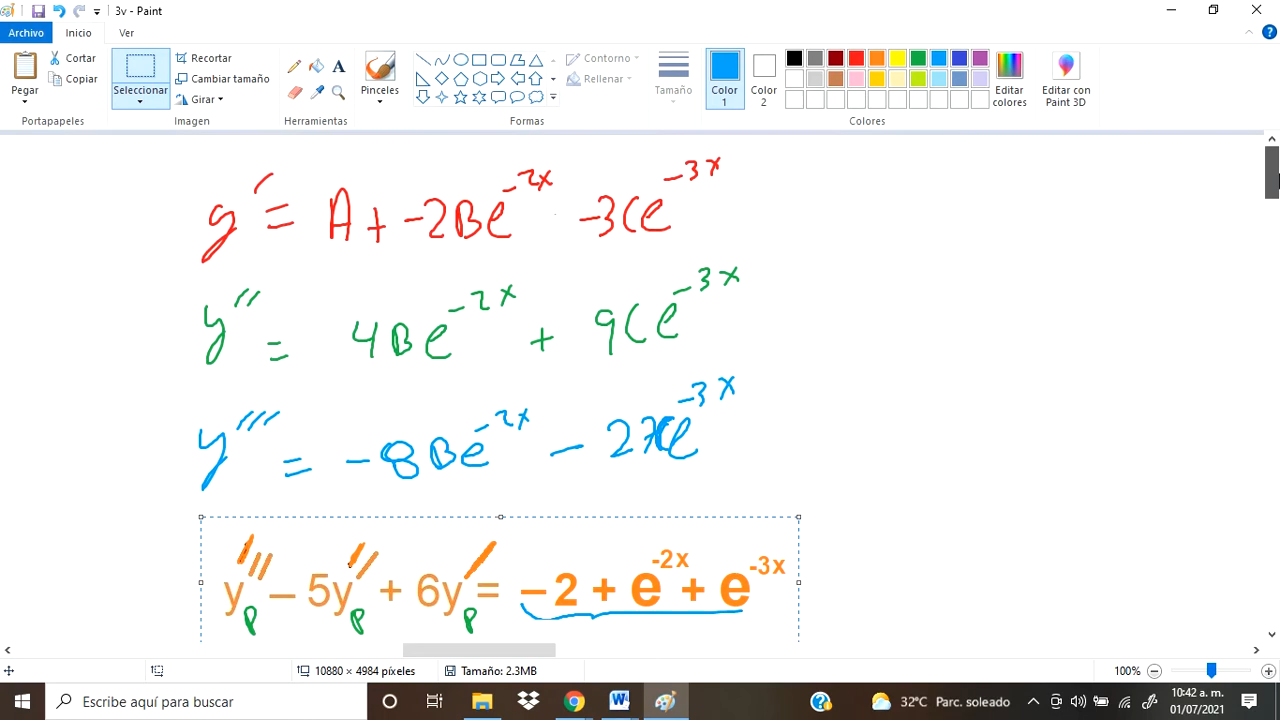 3v - Paint
Archivo Inicio Ver
Pegar Cortar Copiar Seleccionar Recortar Cambiar tamaño Girar Pinceles Contorno Rellenar Tamaño Color 1 Color 2 Editar colores Editar con Paint 3D
Portapapeles Imagen Herramientas Formas Colores
y' = A + -2Be^-2x -3Ce^-3x
y'' = 4Be^-2x + 9Ce^-3x
y''' = -8Be^-2x - 27Ce^-3x
yp''' – 5yp'' + 6yp' = – 2 + e^-2x + e^-3x
10880 × 4984 píxeles Tamaño: 2.3MB 100%
Escribe aquí para buscar 32°C Parc. soleado 10:42 a. m.
01/07/2021